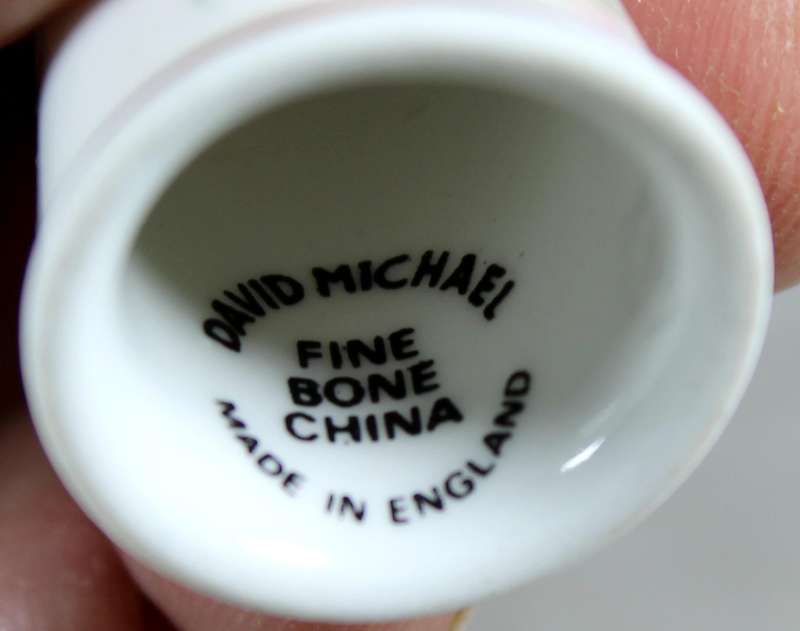 DAVID MICHAEL
FINE
BONE
CHINA
MADE IN ENGLAND